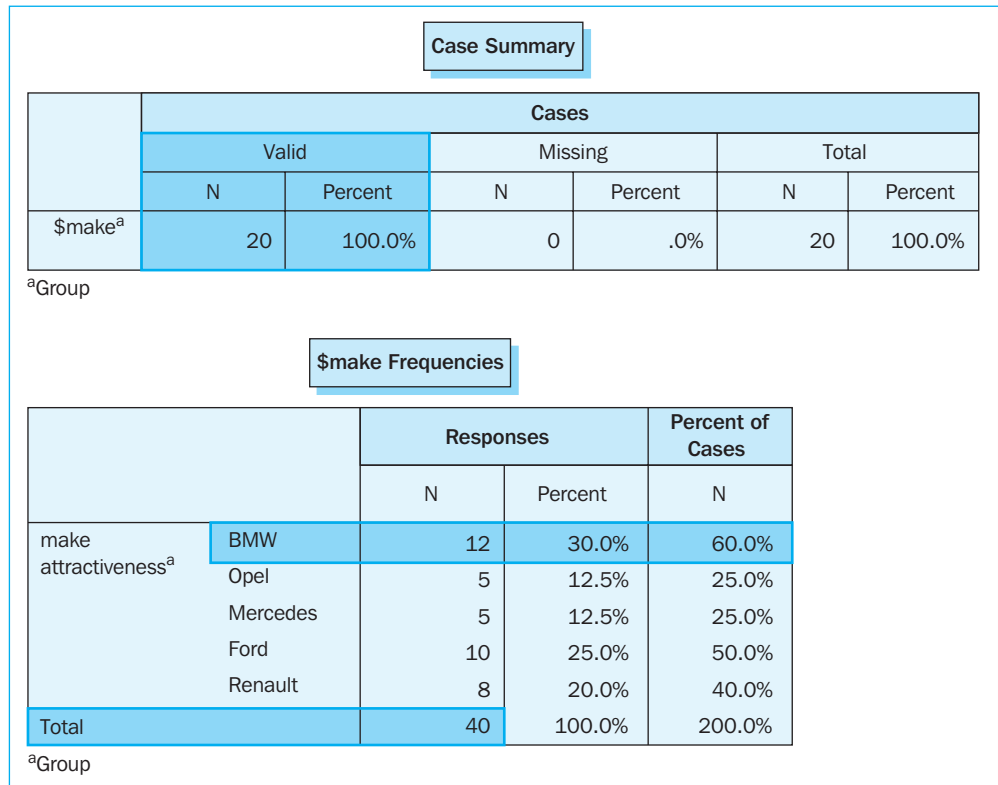 Case Summary
Cases
Valid Missing Total
N Percent N Percent N Percent
$makeᵃ 20 100.0% 0 .0% 20 100.0%
ᵃGroup
$make Frequencies
Responses Percent of
Cases
N Percent N
make BMW 12 30.0% 60.0%
attractivenessᵃ Opel 5 12.5% 25.0%
Mercedes 5 12.5% 25.0%
Ford 10 25.0% 50.0%
Renault 8 20.0% 40.0%
Total 40 100.0% 200.0%
ᵃGroup